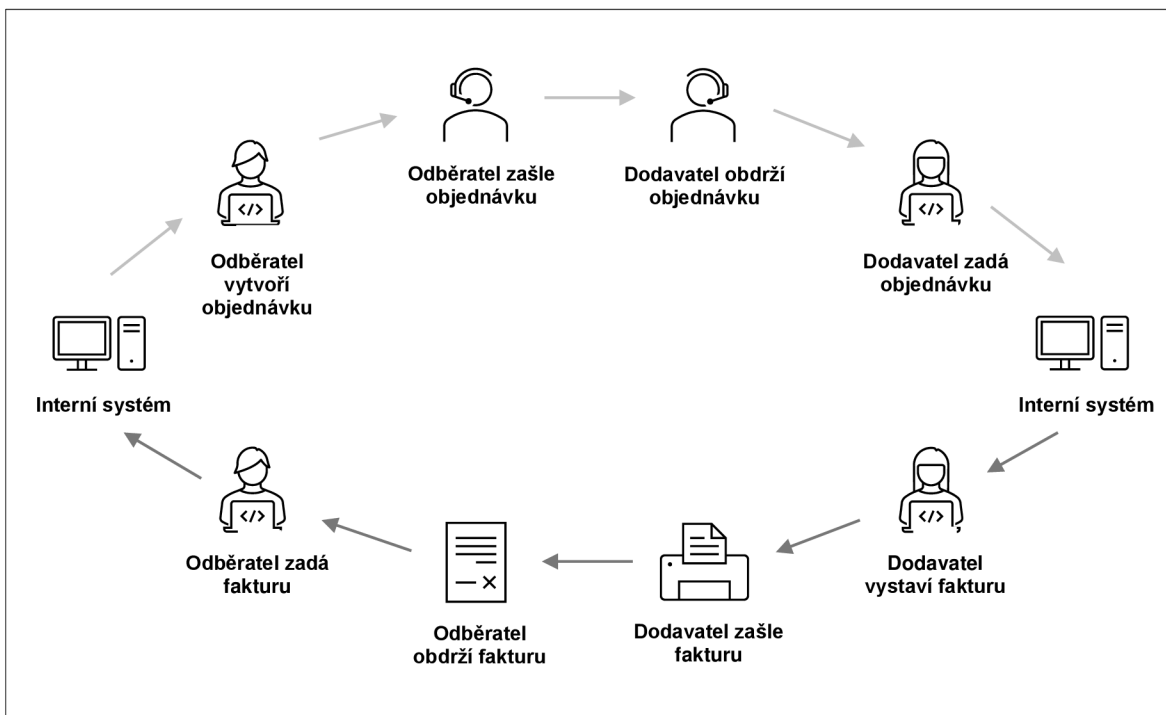 Odběratel zašle
objednávku
Dodavatel obdrží
objednávku
</>
Odběratel
vytvoří
objednávku
</>
Dodavatel zadá
objednávku
Interní systém
Interní systém
</>
Odběratel zadá
fakturu
Odběratel
obdrží fakturu
Dodavatel zašle
fakturu
</>
Dodavatel
vystaví fakturu